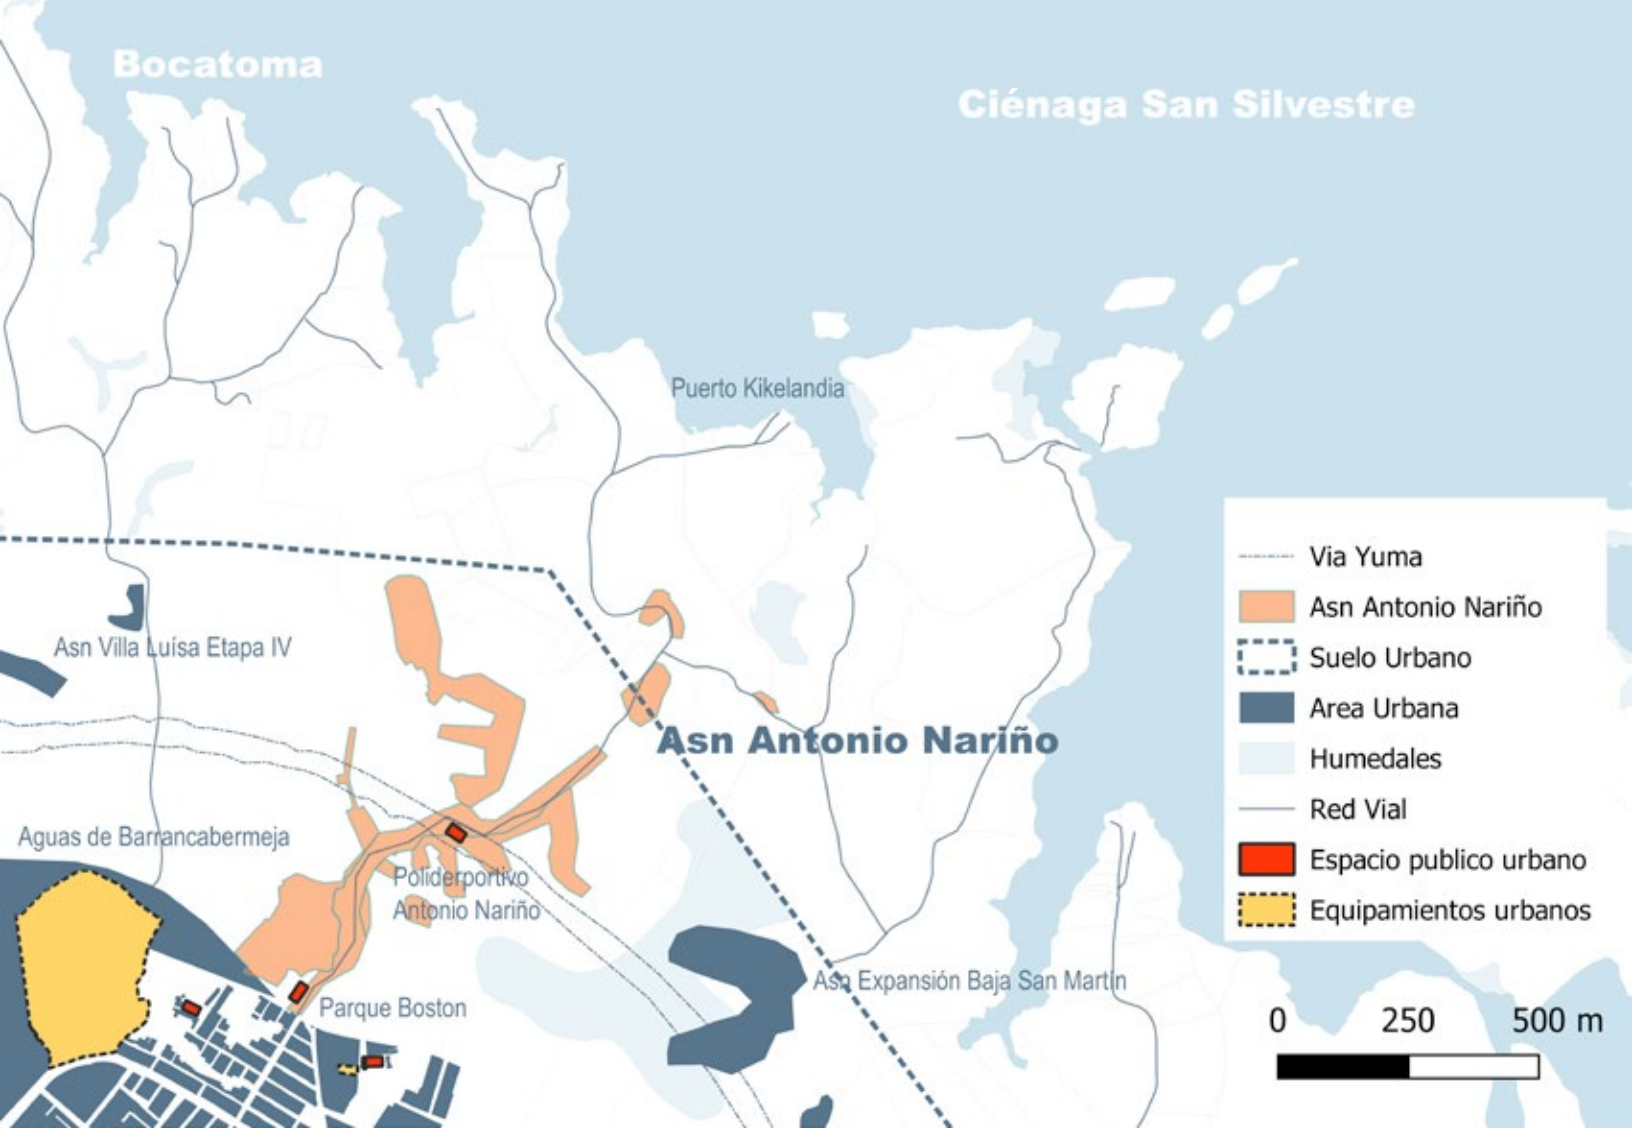 Bocatoma
Ciénaga San Silvestre
Puerto Kikelandia
Asn Villa Luísa Etapa IV
Asn Antonio Nariño
Aguas de Barrancabermeja
Poliderportivo
Antonio Nariño
Asn Expansión Baja San Martín
Parque Boston
Via Yuma
Asn Antonio Nariño
Suelo Urbano
Area Urbana
Humedales
Red Vial
Espacio publico urbano
Equipamientos urbanos
0 250 500 m